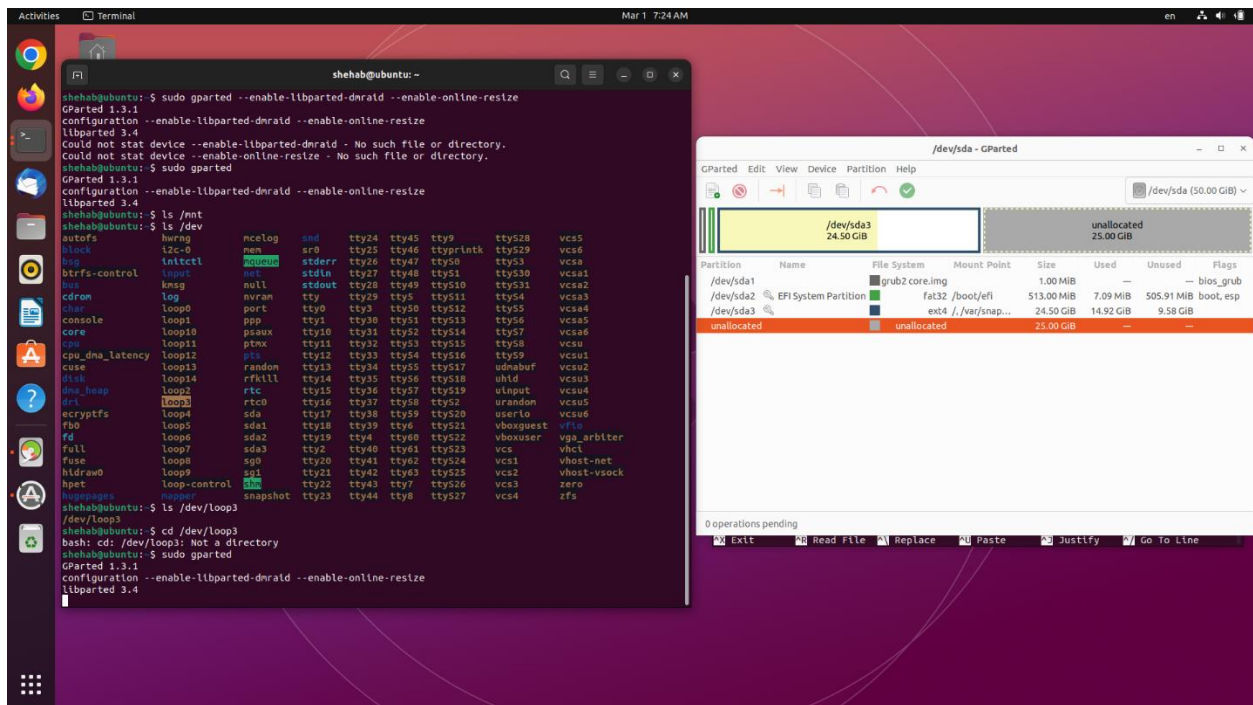 Activities Terminal Mar 1 7:24 AM en
shehab@ubuntu: ~
shehab@ubuntu:~$ sudo gparted --enable-libparted-dmraid --enable-online-resize
GParted 1.3.1
configuration --enable-libparted-dmraid --enable-online-resize
libparted 3.4
Could not stat device --enable-libparted-dmraid - No such file or directory.
Could not stat device --enable-online-resize - No such file or directory.
shehab@ubuntu:~$ sudo gparted
GParted 1.3.1
configuration --enable-libparted-dmraid --enable-online-resize
libparted 3.4
shehab@ubuntu:~$ ls /mnt
shehab@ubuntu:~$ ls /dev
autofs hwrng mcelog snd tty24 tty45 tty9 ttyS28 vcs5
block i2c-0 mem sr0 tty25 tty46 ttyprintk ttyS29 vcs6
bsg initctl mqueue stderr tty26 tty47 ttyS0 ttyS3 vcsa
btrfs-control input net stdin tty27 tty48 ttyS1 ttyS30 vcsa1
bus kmsg null stdout tty28 tty49 ttyS10 ttyS31 vcsa2
cdrom log nvram tty tty29 tty5 ttyS11 ttyS4 vcsa3
char loop0 port tty0 tty3 tty50 ttyS12 ttyS5 vcsa4
console loop1 ppp tty1 tty30 tty51 ttyS13 ttyS6 vcsa5
core loop10 psaux tty10 tty31 tty52 ttyS14 ttyS7 vcsa6
cpu loop11 ptmx tty11 tty32 tty53 ttyS15 ttyS8 vcsu
cpu_dma_latency loop12 pts tty12 tty33 tty54 ttyS16 ttyS9 vcsu1
cuse loop13 random tty13 tty34 tty55 ttyS17 udmabuf vcsu2
disk loop14 rfkill tty14 tty35 tty56 ttyS18 uhid vcsu3
dma_heap loop2 rtc tty15 tty36 tty57 ttyS19 uinput vcsu4
dri loop3 rtc0 tty16 tty37 tty58 ttyS2 urandom vcsu5
ecryptfs loop4 sda tty17 tty38 tty59 ttyS20 userio vcsu6
fb0 loop5 sda1 tty18 tty39 tty6 ttyS21 vboxguest vfio
fd loop6 sda2 tty19 tty4 tty60 ttyS22 vboxuser vga_arbiter
full loop7 sda3 tty2 tty40 tty61 ttyS23 vcs vhci
fuse loop8 sg0 tty20 tty41 tty62 ttyS24 vcs1 vhost-net
hidraw0 loop9 sg1 tty21 tty42 tty63 ttyS25 vcs2 vhost-vsock
hpet loop-control shm tty22 tty43 tty7 ttyS26 vcs3 zero
hugepages mapper snapshot tty23 tty44 tty8 ttyS27 vcs4 zfs
shehab@ubuntu:~$ ls /dev/loop3
/dev/loop3
shehab@ubuntu:~$ cd /dev/loop3
bash: cd: /dev/loop3: Not a directory
shehab@ubuntu:~$ sudo gparted
GParted 1.3.1
configuration --enable-libparted-dmraid --enable-online-resize
libparted 3.4
/dev/sda - GParted
GParted Edit View Device Partition Help
/dev/sda (50.00 GiB)
/dev/sda3 unallocated
24.50 GiB 25.00 GiB
Partition Name File System Mount Point Size Used Unused Flags
/dev/sda1 grub2 core.img 1.00 MiB — — bios_grub
/dev/sda2 EFI System Partition fat32 /boot/efi 513.00 MiB 7.09 MiB 505.91 MiB boot, esp
/dev/sda3 ext4 /, /var/snap... 24.50 GiB 14.92 GiB 9.58 GiB
unallocated unallocated 25.00 GiB — —
0 operations pending
^X Exit ^R Read File ^\ Replace ^U Paste ^J Justify ^/ Go To Line